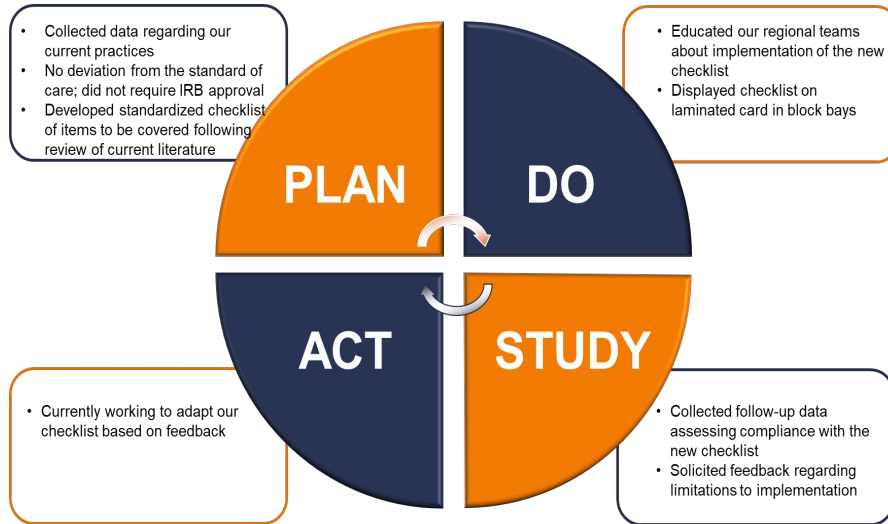 • Collected data regarding our
current practices
• No deviation from the standard of
care; did not require IRB approval
• Developed standardized checklist
of items to be covered following
review of current literature
• Educated our regional teams
about implementation of the new
checklist
• Displayed checklist on
laminated card in block bays
PLAN
DO
ACT
STUDY
• Currently working to adapt our
checklist based on feedback
• Collected follow-up data
assessing compliance with the
new checklist
• Solicited feedback regarding
limitations to implementation